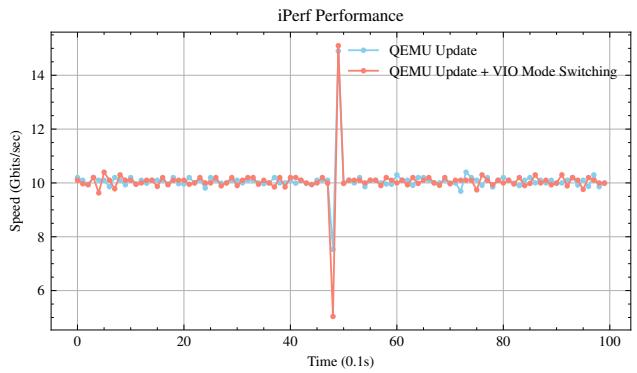 iPerf Performance
QEMU Update
QEMU Update + VIO Mode Switching
Speed (Gbits/sec)
14
12
10
8
6
0 20 40 60 80 100
Time (0.1s)